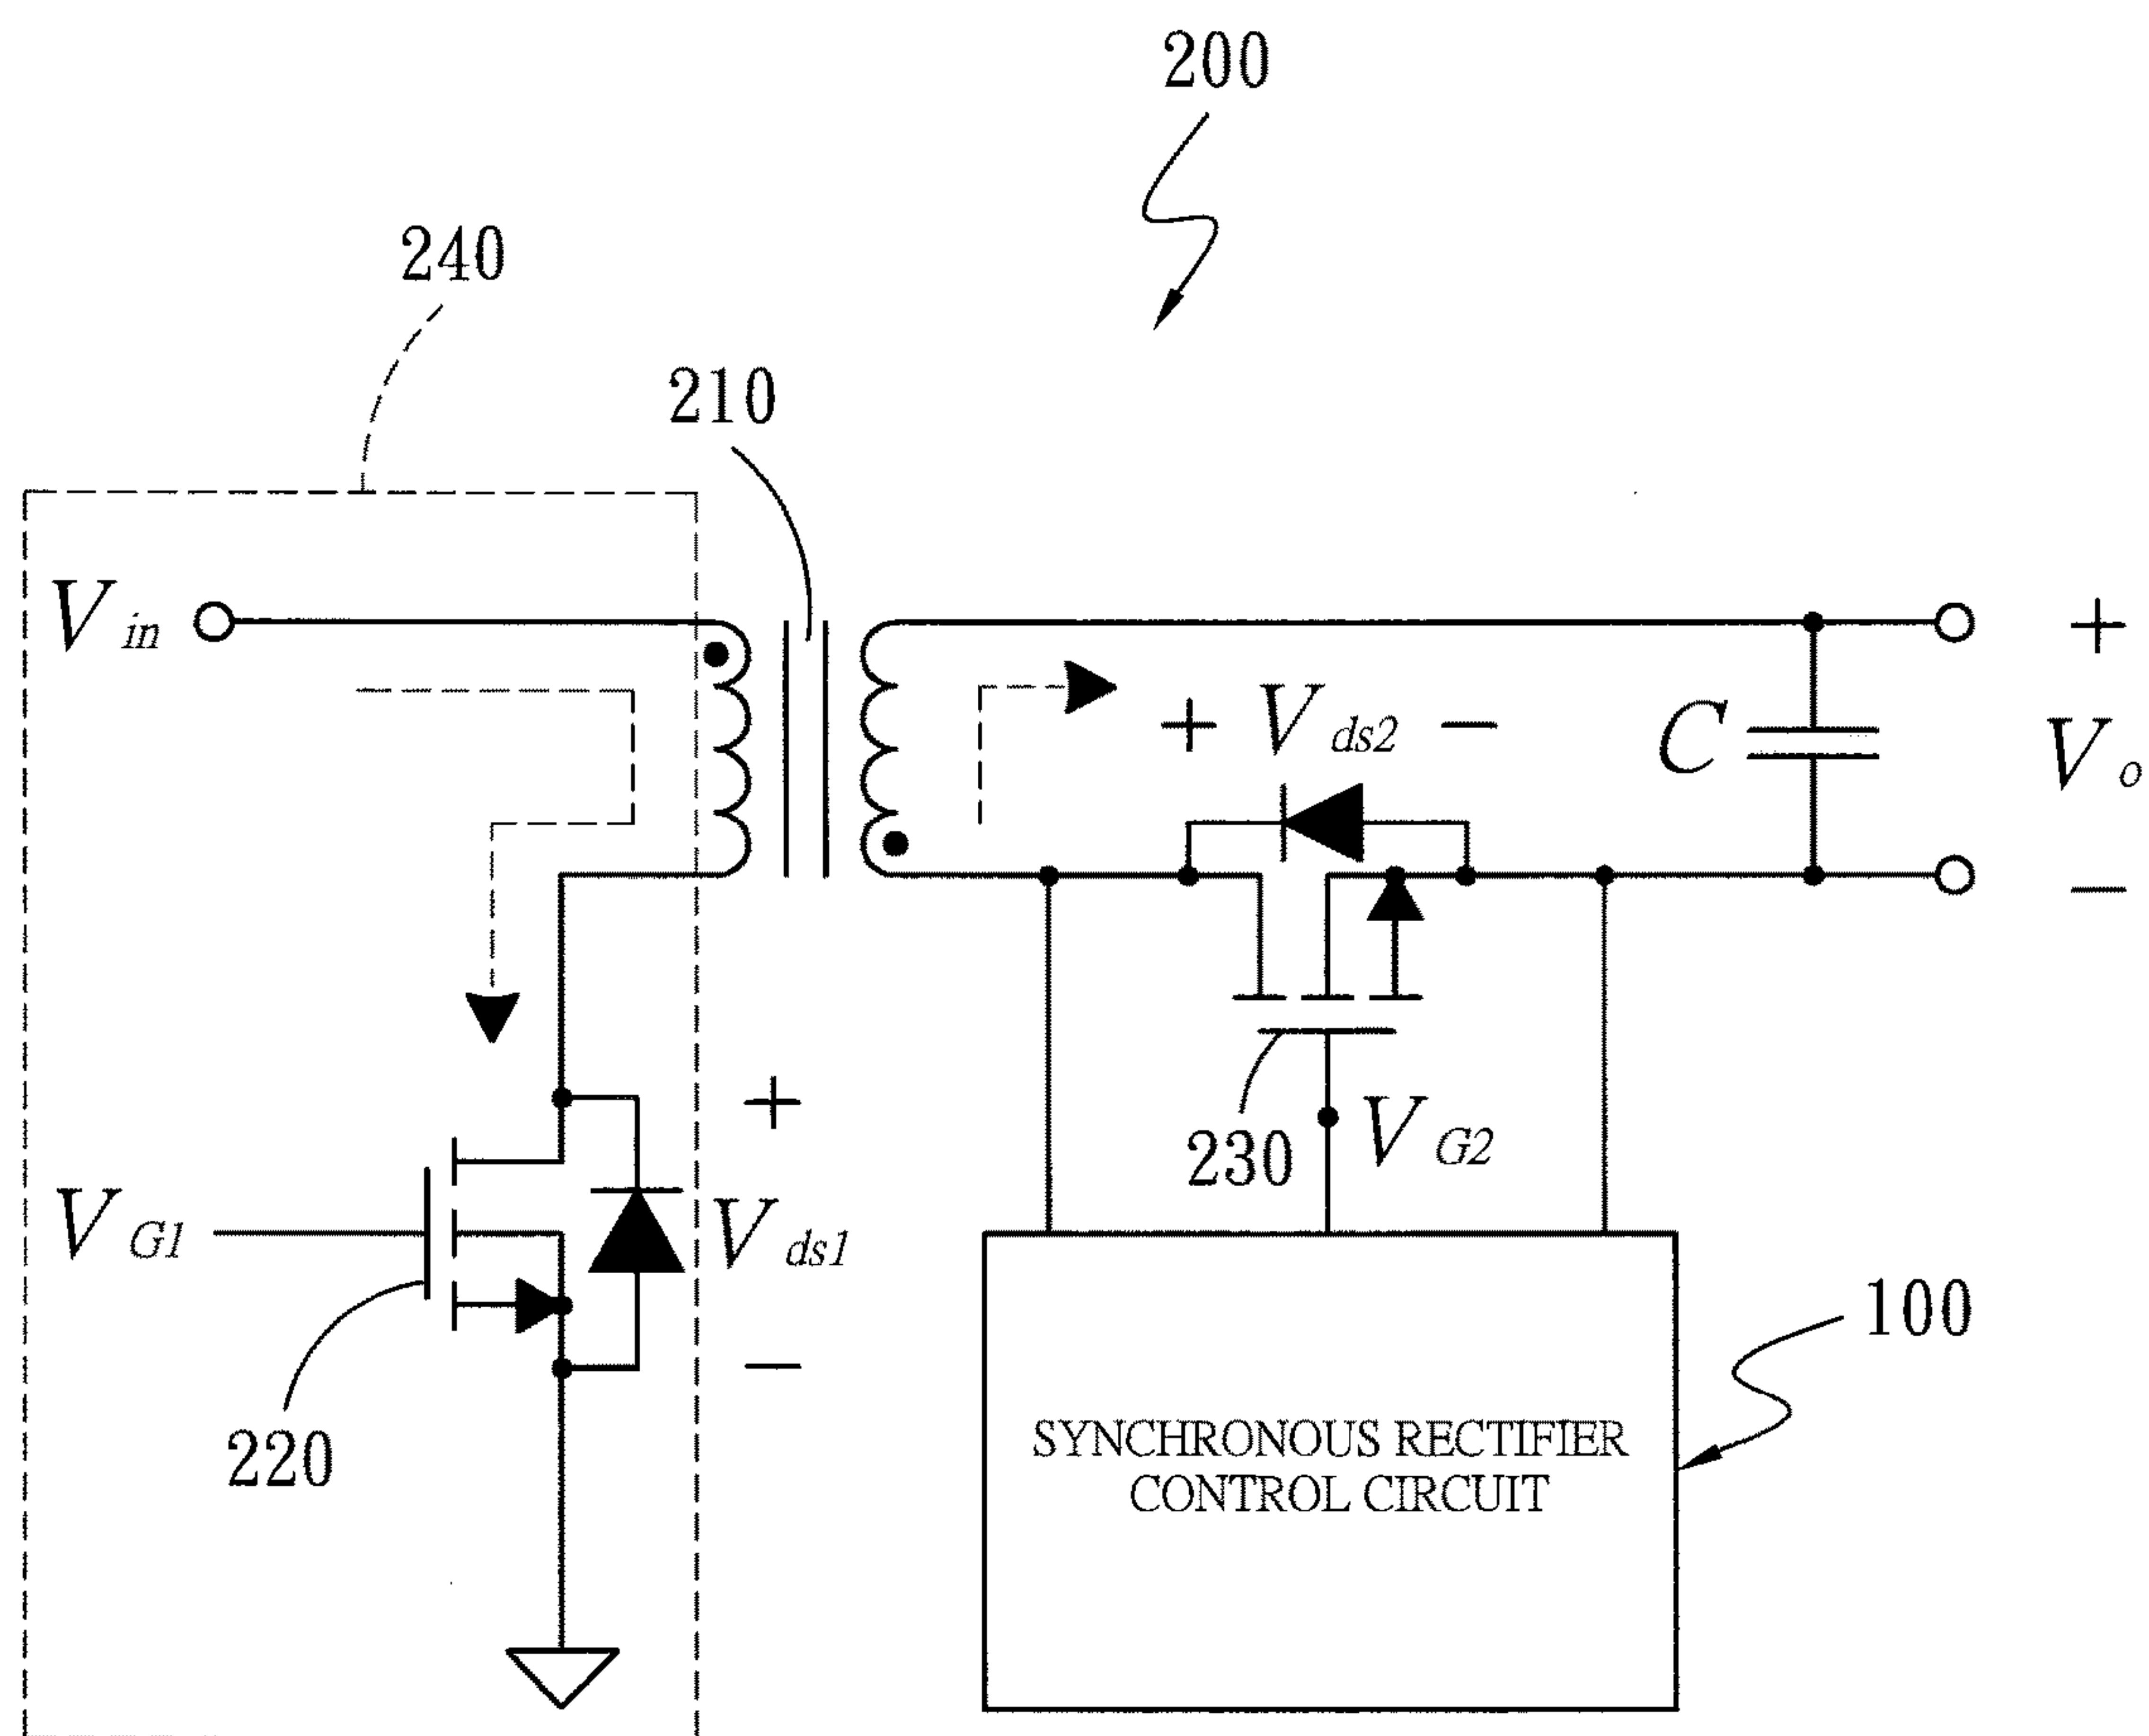 200
240
210
V in
+ V ds2 −
C
+
V o
−
230
V G2
V G1
+
V ds1
−
220
100
SYNCHRONOUS RECTIFIER
CONTROL CIRCUIT